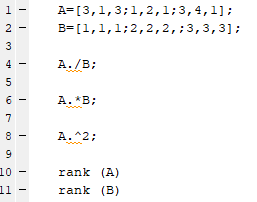 1 - A=[3,1,3;1,2,1;3,4,1];
2 - B=[1,1,1;2,2,2,;3,3,3];
3
4 - A./B;
5
6 - A.*B;
7
8 - A.^2;
9
10 - rank (A)
11 - rank (B)